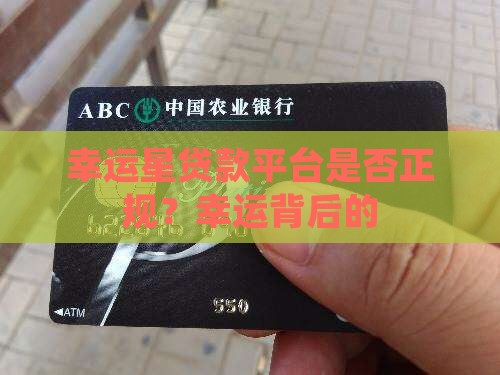 ABC 中国农业银行
幸运星贷款平台是否正
规？幸运背后的
550
◀ATM